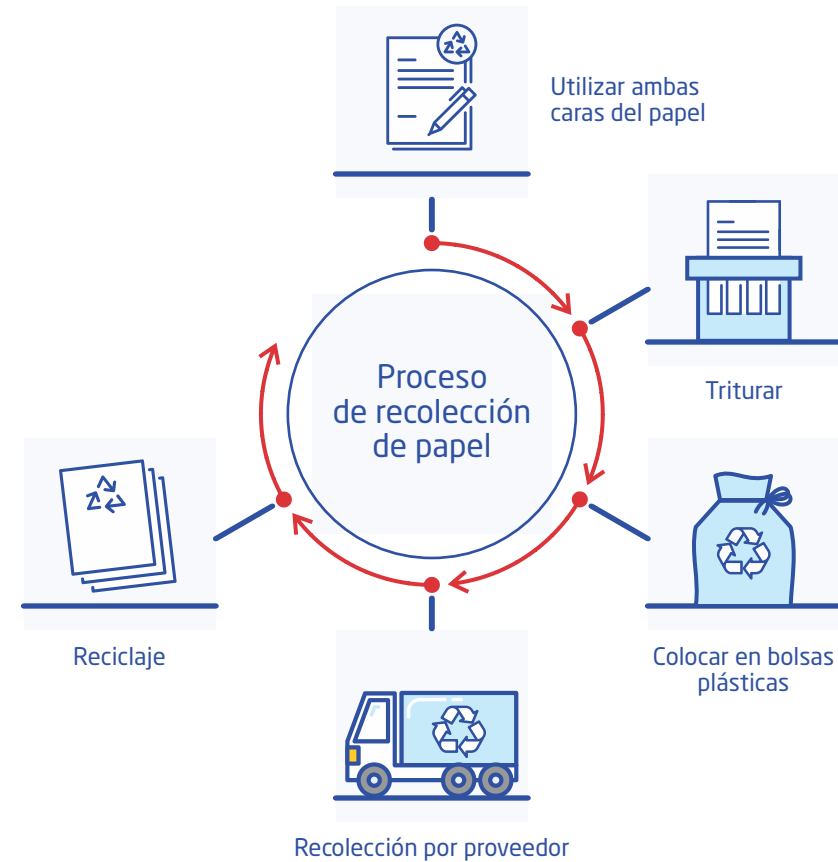 Utilizar ambas
caras del papel
Triturar
Proceso
de recolección
de papel
Colocar en bolsas
plásticas
Reciclaje
Recolección por proveedor